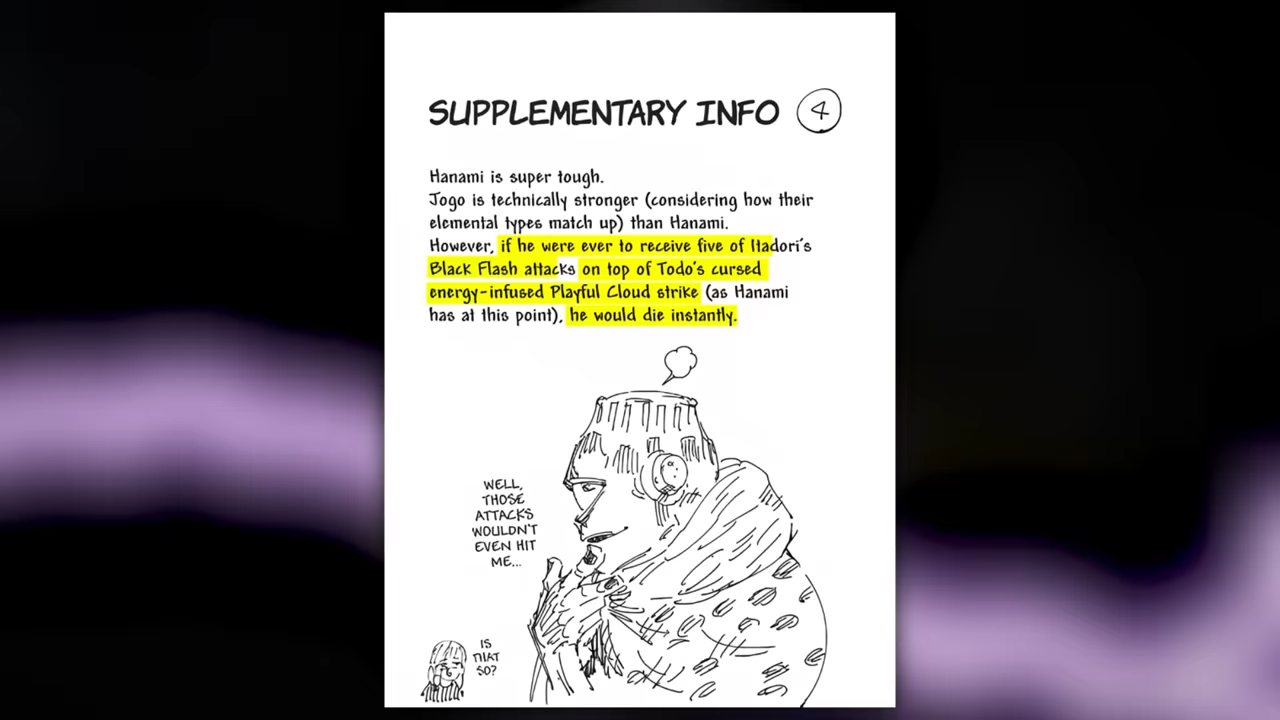 SUPPLEMENTARY INFO 4
Hanami is super tough.
Jogo is technically stronger (considering how their
elemental types match up) than Hanami.
However, if he were ever to receive five of Itadori's
Black Flash attacks on top of Todo's cursed
energy-infused Playful Cloud strike (as Hanami
has at this point), he would die instantly.
WELL,
THOSE
ATTACKS
WOULDN'T
EVEN HIT
ME...
IS
THAT
SO?